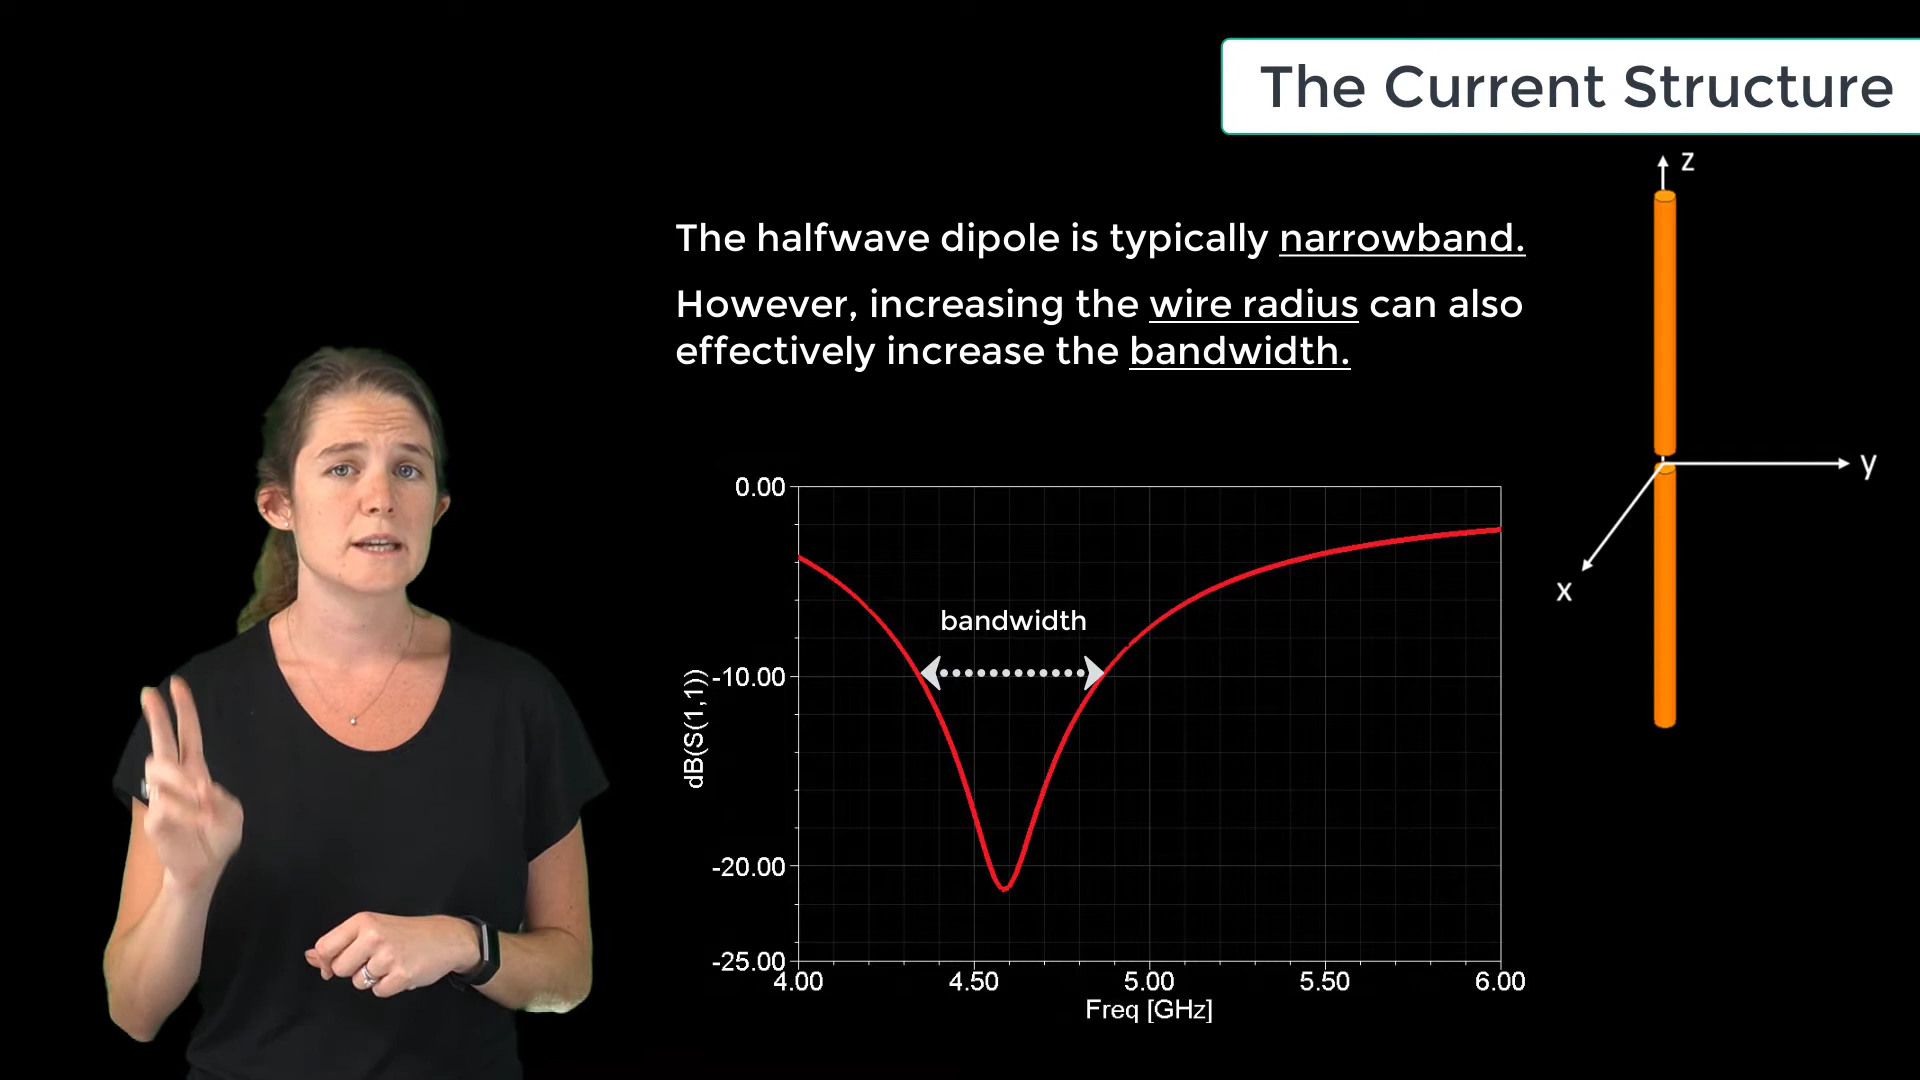 The Current Structure
z
The halfwave dipole is typically narrowband.
However, increasing the wire radius can also
effectively increase the bandwidth.
y
x
0.00
bandwidth
-10.00
dB(S(1,1))
-20.00
-25.00
4.00 4.50 5.00 5.50 6.00
Freq [GHz]